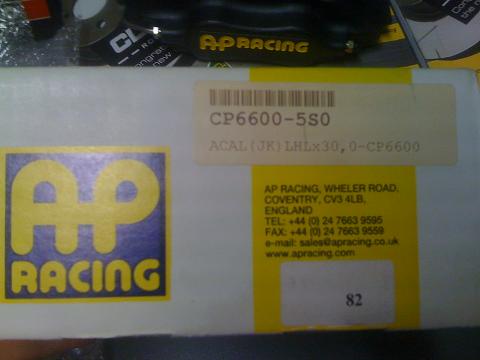 AP RACING
CP6600-5S0
ACAL(JK)LHLx30,0-CP6600
AP
RACING
AP RACING, WHELER ROAD,
COVENTRY, CV3 4LB,
ENGLAND
TEL: +44 (0) 24 7663 9595
FAX: +44 (0) 24 7663 9559
e-mail: sales@apracing.co.uk
www.apracing.com
82